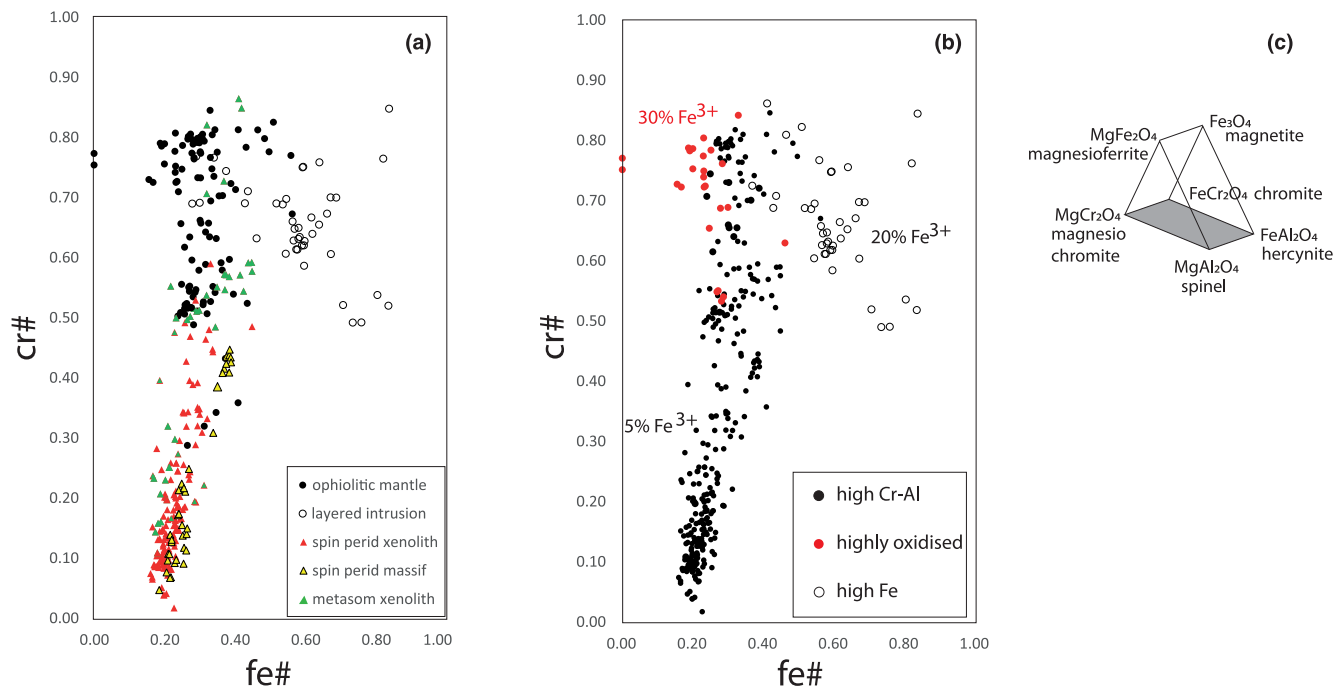 (a)
cr#
1.00
0.90
0.80
0.70
0.60
0.50
0.40
0.30
0.20
0.10
0.00
0.00
0.20
0.40
0.60
0.80
1.00
fe#
ophiolitic mantle
layered intrusion
spin perid xenolith
spin perid massif
metasom xenolith
(b)
cr#
1.00
0.90
0.80
0.70
0.60
0.50
0.40
0.30
0.20
0.10
0.00
0.00
0.20
0.40
0.60
0.80
1.00
fe#
30% Fe³⁺
20% Fe³⁺
5% Fe³⁺
high Cr-Al
highly oxidised
high Fe
(c)
Fe₃O₄
magnetite
MgFe₂O₄
magnesioferrite
FeCr₂O₄ chromite
MgCr₂O₄
magnesio
chromite
FeAl₂O₄
hercynite
MgAl₂O₄
spinel